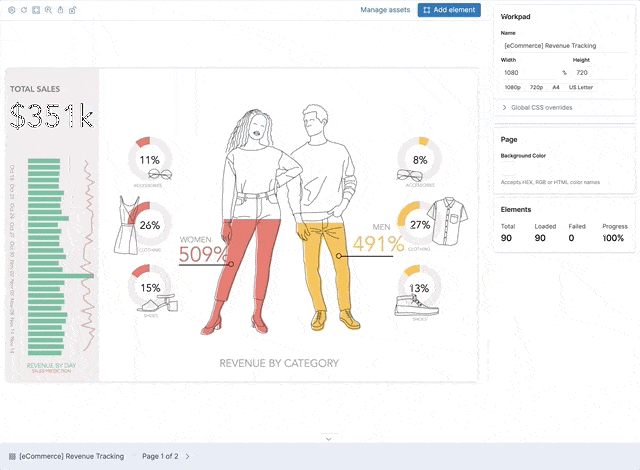 Manage assets
Add element
TOTAL SALES
$351k
REVENUE BY DAY
SALES PREDICTION
11%
ACCESSORIES
26%
CLOTHING
15%
SHOES
WOMEN
509%
MEN
491%
8%
ACCESSORIES
27%
CLOTHING
13%
SHOES
REVENUE BY CATEGORY
Workpad
Name
[eCommerce] Revenue Tracking
Width Height
1080 720
1080p 720p A4 US Letter
Global CSS overrides
Page
Background Color
Accepts HEX, RGB or HTML color names
Elements
Total Loaded Failed Progress
90 90 0 100%
[eCommerce] Revenue Tracking Page 1 of 2